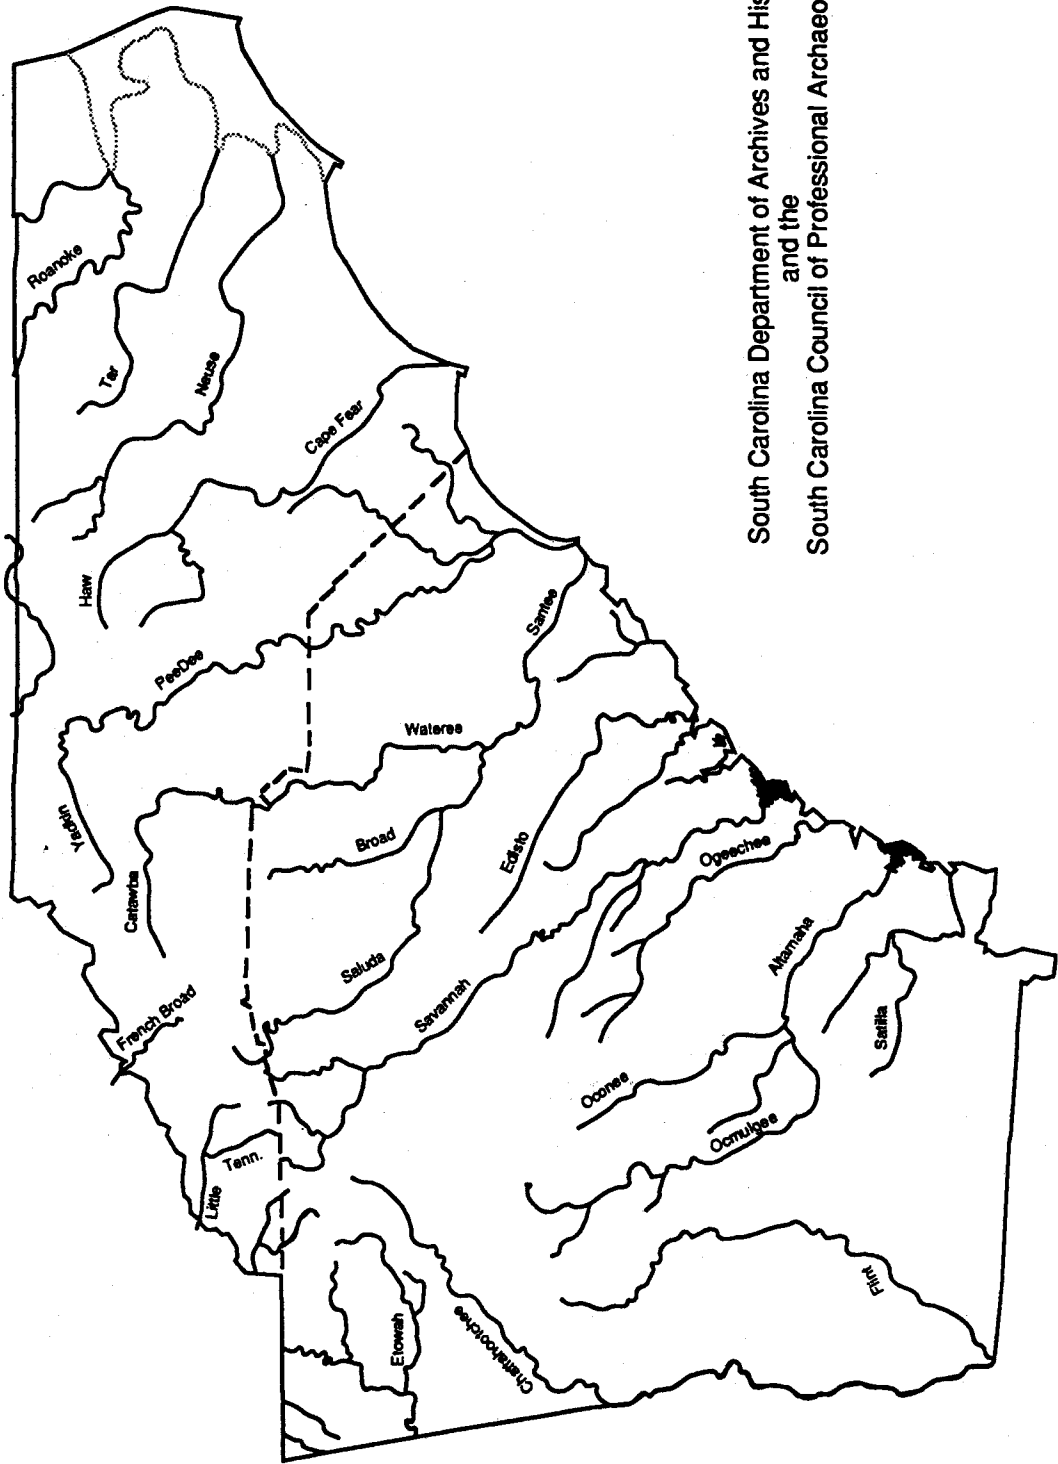 Roanoke
Tar
Neuse
Cape Fear
Haw
PeeDee
Yadkin
Catawba
Wateree
Santee
Broad
Saluda
Edisto
Savannah
Ogeechee
French Broad
Little
Tenn.
Oconee
Ocmulgee
Altamaha
Satilla
Etowah
Chattahootchee
Flint
South Carolina Department of Archives and His
and the
South Carolina Council of Professional Archaeo